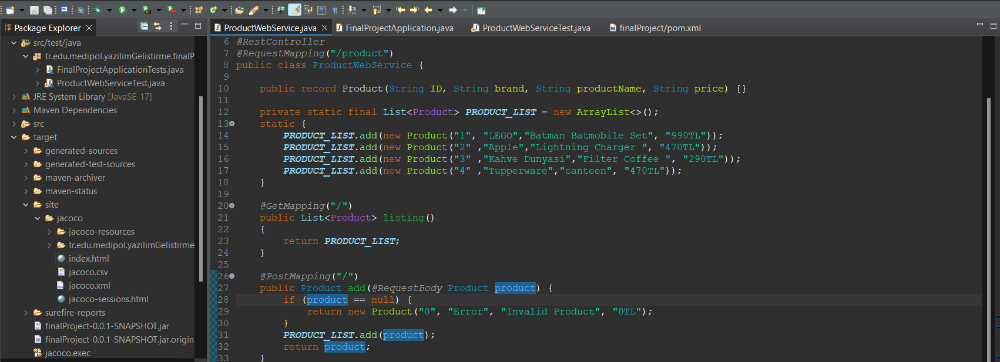 Package Explorer
src/test/java
tr.edu.medipol.yazilimGelistirme.finalP
FinalProjectApplicationTests.java
ProductWebServiceTest.java
JRE System Library [JavaSE-17]
Maven Dependencies
src
target
generated-sources
generated-test-sources
maven-archiver
maven-status
site
jacoco
jacoco-resources
tr.edu.medipol.yazilimGelistirme
index.html
jacoco.csv
jacoco.xml
jacoco-sessions.html
surefire-reports
finalProject-0.0.1-SNAPSHOT.jar
finalProject-0.0.1-SNAPSHOT.jar.origina
jacoco.exec
ProductWebService.java FinalProjectApplication.java ProductWebServiceTest.java finalProject/pom.xml
6 @RestController
7 @RequestMapping("/product")
8 public class ProductWebService {
9
10 public record Product(String ID, String brand, String productName, String price) {}
11
12 private static final List<Product> PRODUCT_LIST = new ArrayList<>();
13 static {
14 PRODUCT_LIST.add(new Product("1", "LEGO","Batman Batmobile Set", "990TL"));
15 PRODUCT_LIST.add(new Product("2" ,"Apple","Lightning Charger ", "470TL"));
16 PRODUCT_LIST.add(new Product("3" ,"Kahve Dunyasi","Filter Coffee ", "290TL"));
17 PRODUCT_LIST.add(new Product("4" ,"Tupperware","canteen", "470TL"));
18 }
19
20 @GetMapping("/")
21 public List<Product> listing()
22 {
23 return PRODUCT_LIST;
24 }
25
26 @PostMapping("/")
27 public Product add(@RequestBody Product product) {
28 if (product == null) {
29 return new Product("0", "Error", "Invalid Product", "0TL");
30 }
31 PRODUCT_LIST.add(product);
32 return product;
33 }